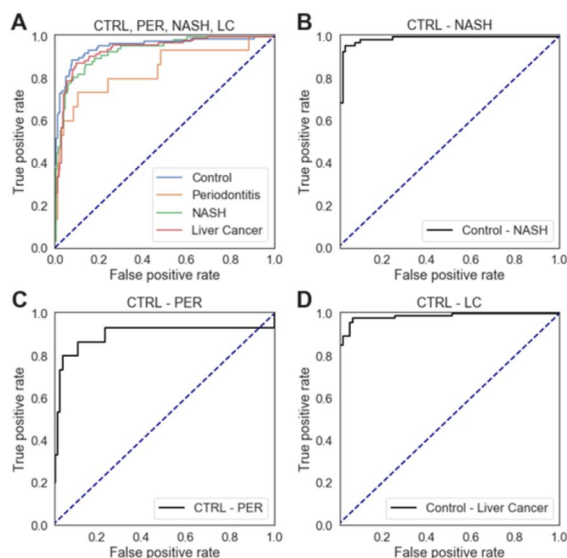 A
CTRL, PER, NASH, LC
True positive rate
1.0
0.8
0.6
0.4
0.2
0.0
Control
Periodontitis
NASH
Liver Cancer
0.0 0.2 0.4 0.6 0.8 1.0
False positive rate
B
CTRL - NASH
True positive rate
1.0
0.8
0.6
0.4
0.2
0.0
Control - NASH
0.2 0.4 0.6 0.8 1.0
False positive rate
C
CTRL - PER
True positive rate
1.0
0.8
0.6
0.4
0.2
0.0
CTRL - PER
0.2 0.4 0.6 0.8 1.0
False positive rate
D
CTRL - LC
True positive rate
1.0
0.8
0.6
0.4
0.2
0.0
Control - Liver Cancer
0.2 0.4 0.6 0.8 1.0
False positive rate